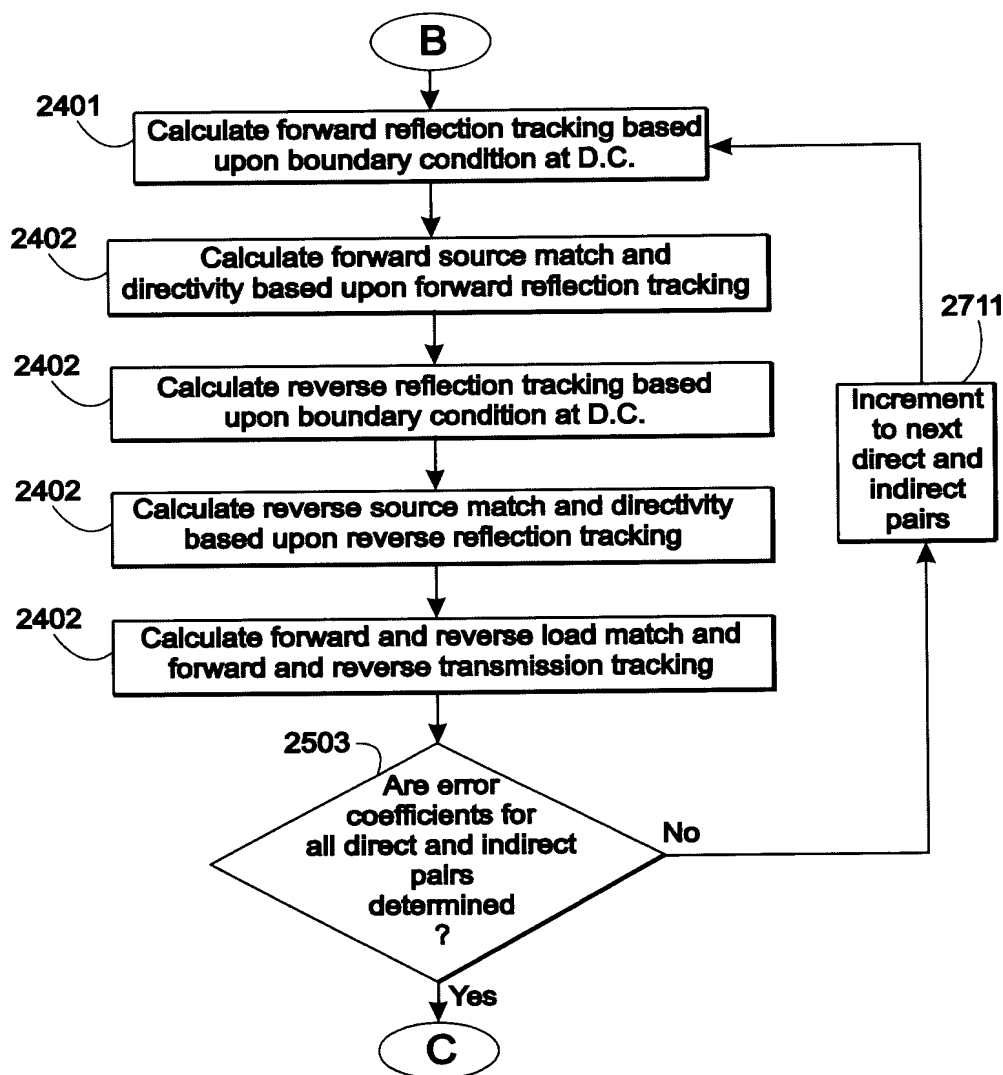 B
2401
Calculate forward reflection tracking based
upon boundary condition at D.C.
2402
Calculate forward source match and
directivity based upon forward reflection tracking
2711
Increment
to next
direct and
indirect
pairs
2402
Calculate reverse reflection tracking based
upon boundary condition at D.C.
2402
Calculate reverse source match and directivity
based upon reverse reflection tracking
2402
Calculate forward and reverse load match and
forward and reverse transmission tracking
2503
Are error
coefficients for
all direct and indirect
pairs
determined
?
No
Yes
C